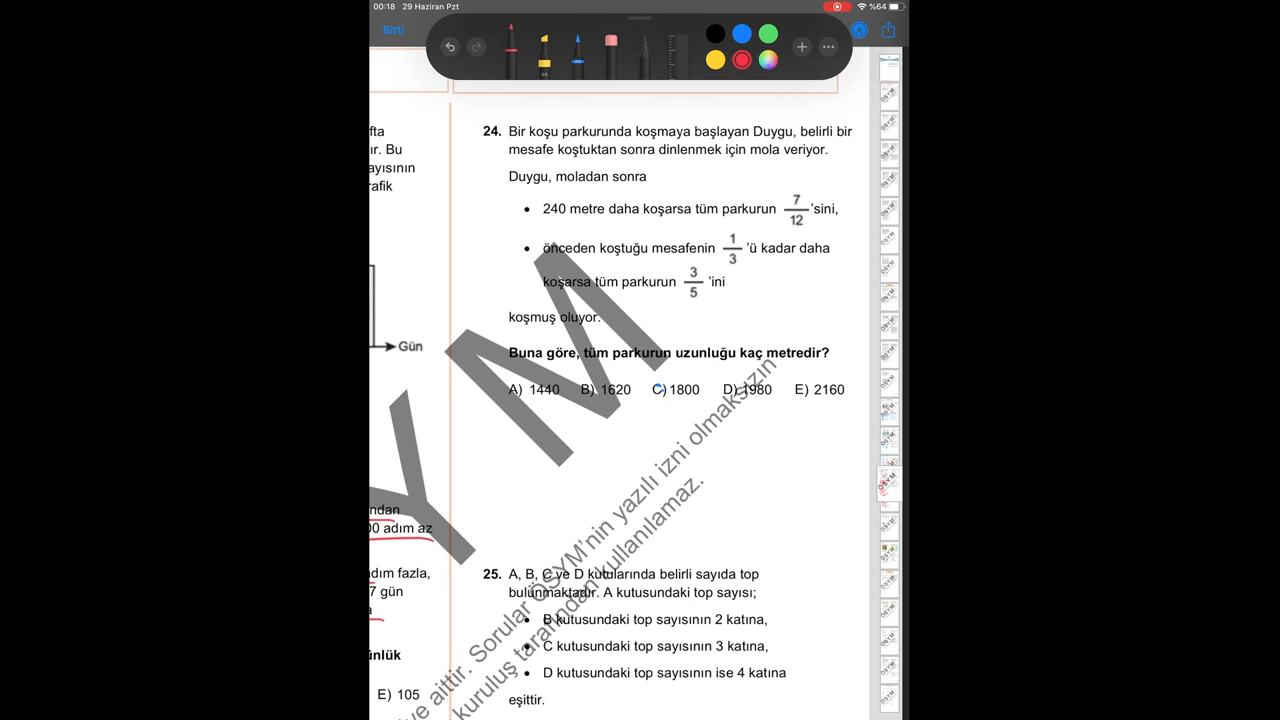 00:18 29 Haziran Pzt
%64
Bitti
fta
ır. Bu
ayısının
rafik
Gün
ından
00 adım az
adım fazla,
7 gün
a
ünlük
E) 105
24. Bir koşu parkurunda koşmaya başlayan Duygu, belirli bir
mesafe koştuktan sonra dinlenmek için mola veriyor.
Duygu, moladan sonra
• 240 metre daha koşarsa tüm parkurun 7/12 'sini,
• önceden koştuğu mesafenin 1/3 'ü kadar daha
koşarsa tüm parkurun 3/5 'ini
koşmuş oluyor.
Buna göre, tüm parkurun uzunluğu kaç metredir?
A) 1440 B) 1620 C) 1800 D) 1980 E) 2160
25. A, B, C ve D kutularında belirli sayıda top
bulunmaktadır. A kutusundaki top sayısı;
• B kutusundaki top sayısının 2 katına,
• C kutusundaki top sayısının 3 katına,
• D kutusundaki top sayısının ise 4 katına
eşittir.
Y M
ye aittir. Sorular ÖSYM'nin yazılı izni olmaksızın
kuruluş tarafından kullanılamaz.